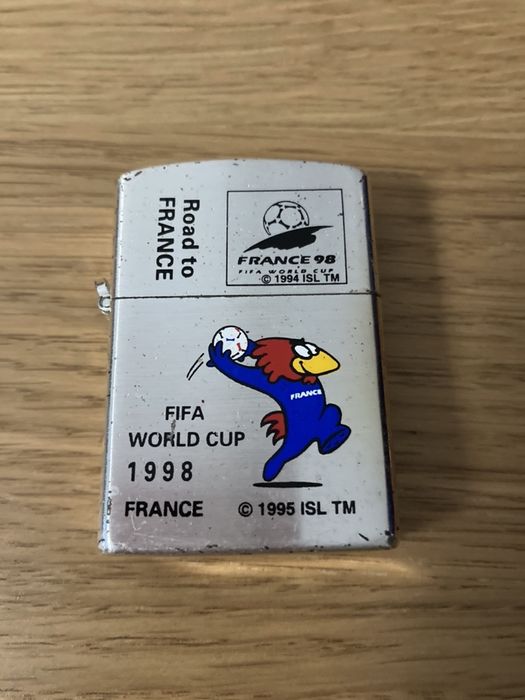 Road to
FRANCE
FRANCE 98
FIFA WORLD CUP
© 1994 ISL TM
FRANCE
FIFA
WORLD CUP
1998
FRANCE
© 1995 ISL TM